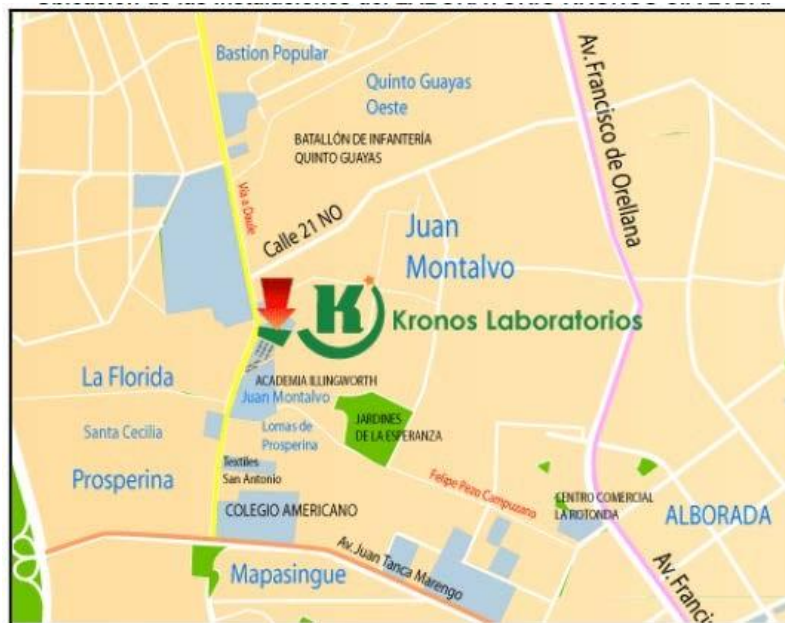 Bastion Popular
Quinto Guayas
Oeste
BATALLÓN DE INFANTERÍA
QUINTO GUAYAS
Av. Francisco de Orellana
Vía a Daule
Calle 21 NO
Juan
Montalvo
K
Kronos Laboratorios
La Florida
ACADEMIA ILLINGWORTH
Juan Montalvo
Santa Cecilia
Lomas de
Prosperina
JARDINES
DE LA ESPERANZA
Prosperina
Textiles
San Antonio
Felipe Pezo Campuzano
COLEGIO AMERICANO
CENTRO COMERCIAL
LA ROTONDA
ALBORADA
Av. Juan Tanca Marengo
Mapasingue
Av. Franci